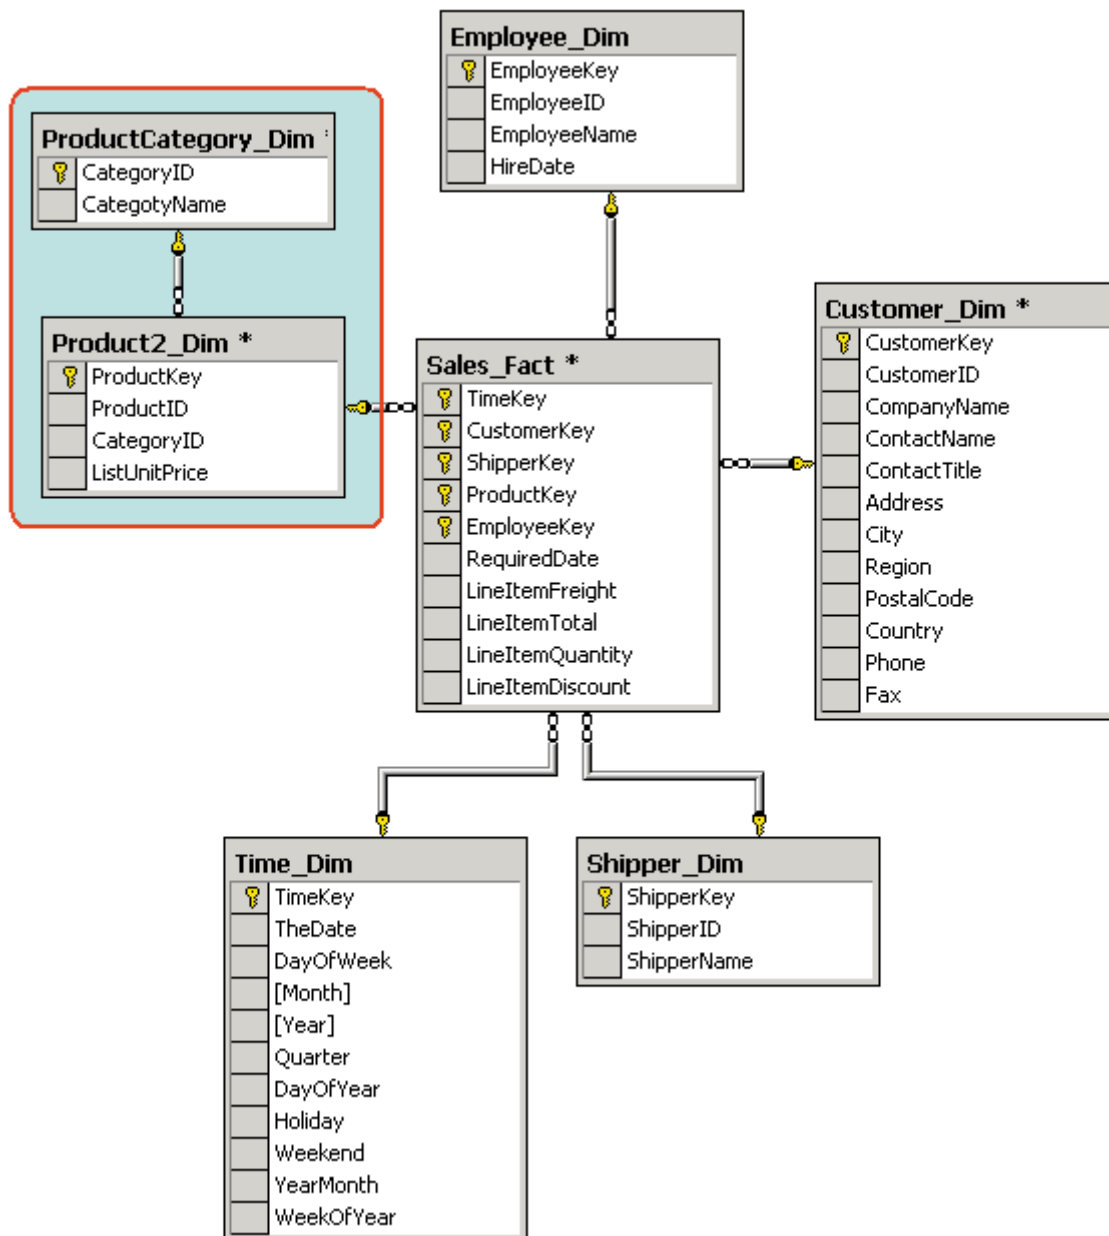 Employee_Dim
EmployeeKey
EmployeeID
EmployeeName
HireDate
ProductCategory_Dim
CategoryID
CategotyName
Product2_Dim *
ProductKey
ProductID
CategoryID
ListUnitPrice
Sales_Fact *
TimeKey
CustomerKey
ShipperKey
ProductKey
EmployeeKey
RequiredDate
LineItemFreight
LineItemTotal
LineItemQuantity
LineItemDiscount
Customer_Dim *
CustomerKey
CustomerID
CompanyName
ContactName
ContactTitle
Address
City
Region
PostalCode
Country
Phone
Fax
Time_Dim
TimeKey
TheDate
DayOfWeek
[Month]
[Year]
Quarter
DayOfYear
Holiday
Weekend
YearMonth
WeekOfYear
Shipper_Dim
ShipperKey
ShipperID
ShipperName